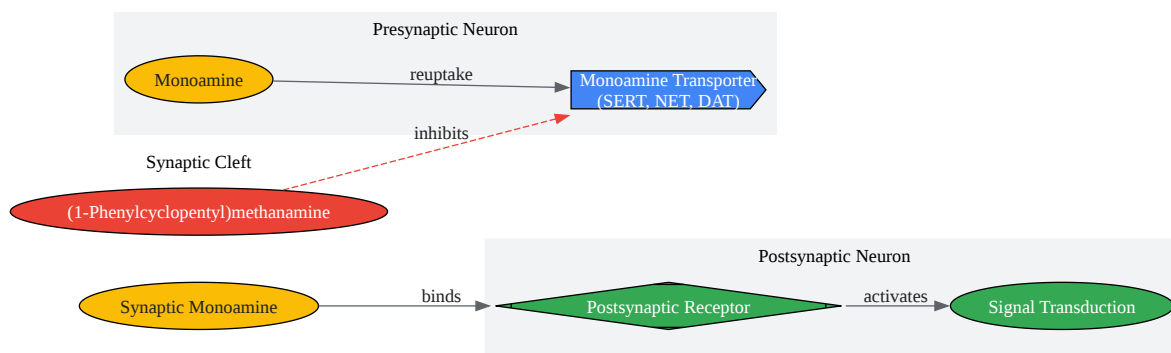 Presynaptic Neuron
Monoamine
reuptake
Monoamine Transporter
(SERT, NET, DAT)
inhibits
Synaptic Cleft
(1-Phenylcyclopentyl)methanamine
Postsynaptic Neuron
Synaptic Monoamine
binds
Postsynaptic Receptor
activates
Signal Transduction